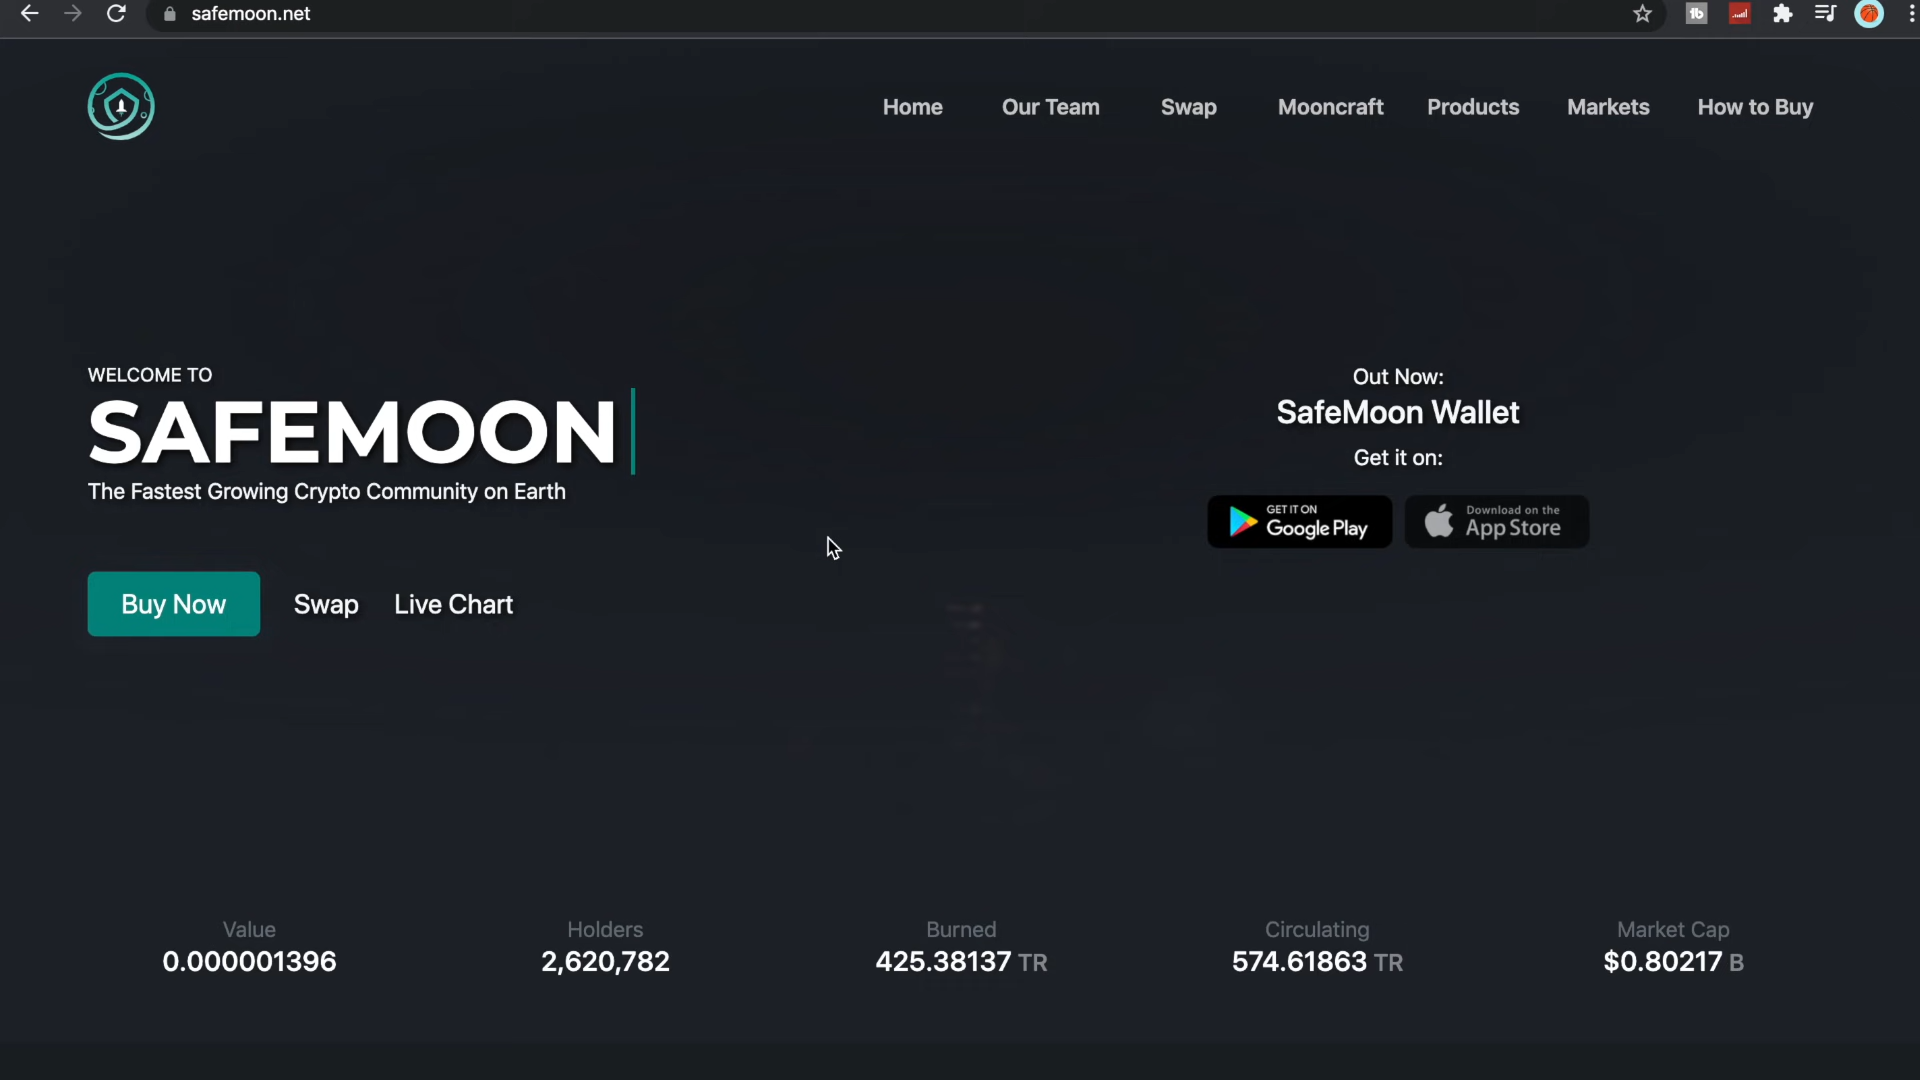 safemoon.net
Home Our Team Swap Mooncraft Products Markets How to Buy
WELCOME TO
SAFEMOON
The Fastest Growing Crypto Community on Earth
Buy Now Swap Live Chart
Out Now:
SafeMoon Wallet
Get it on:
GET IT ON
Google Play
Download on the
App Store
Value
0.000001396
Holders
2,620,782
Burned
425.38137 TR
Circulating
574.61863 TR
Market Cap
$0.80217 B